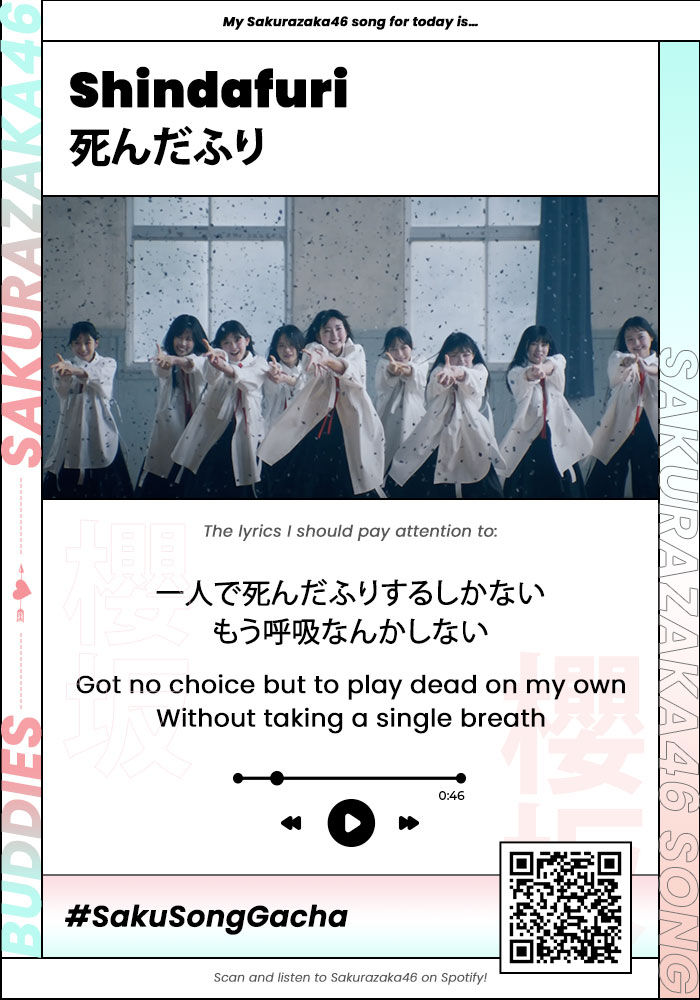 My Sakurazaka46 song for today is...
Shindafuri
死んだふり
The lyrics I should pay attention to:
一人で死んだふりするしかない
もう呼吸なんかしない
Got no choice but to play dead on my own
Without taking a single breath
0:46
#SakuSongGacha
Scan and listen to Sakurazaka46 on Spotify!
SAKURAZAKA46
BUDDIES
SAKURAZAKA46 SONG
櫻坂
櫻坂